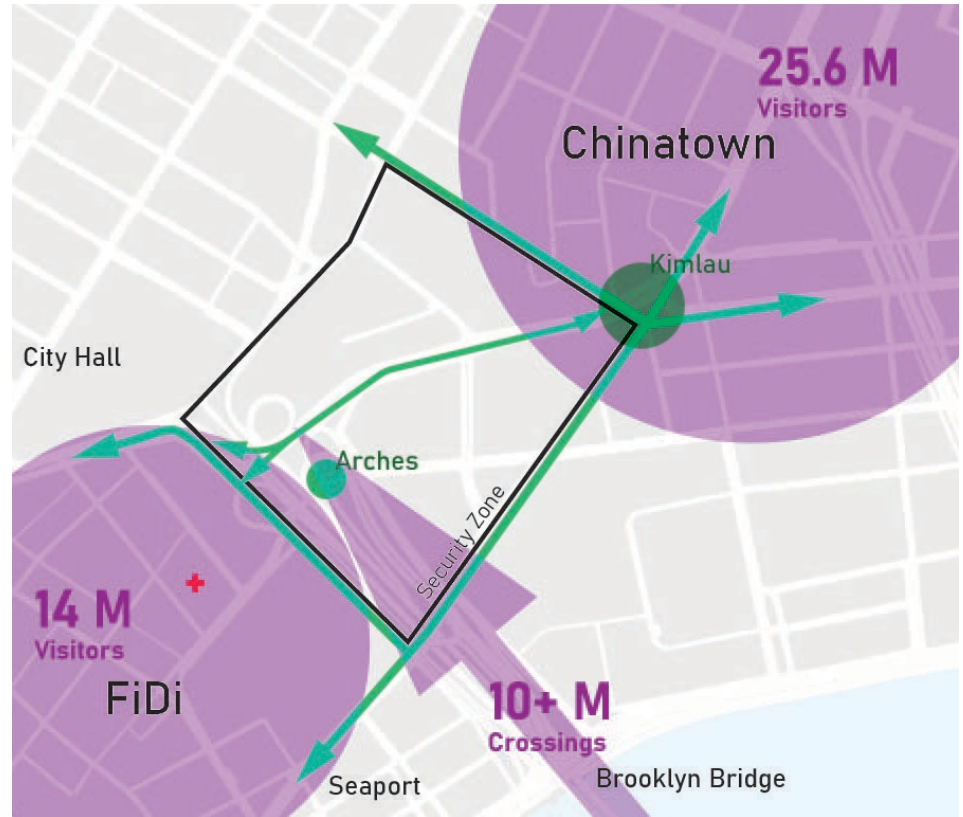 25.6 M
Visitors
Chinatown
Kimlau
City Hall
Arches
Security Zone
14 M
Visitors
FiDi
10+ M
Crossings
Seaport
Brooklyn Bridge